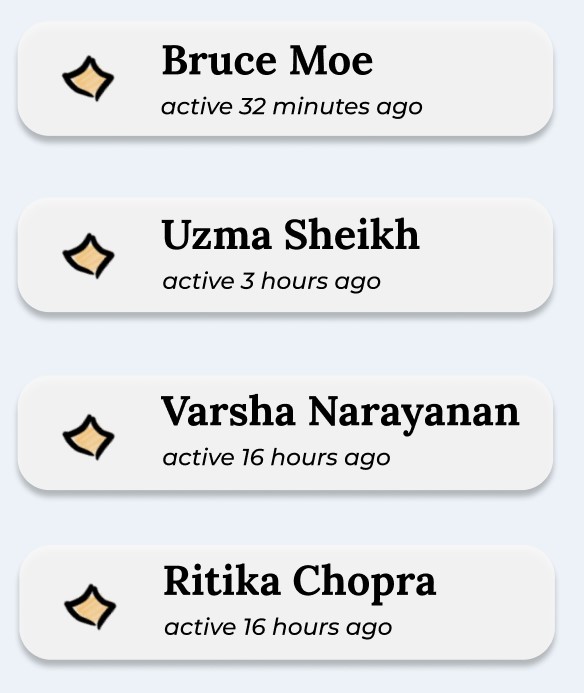 Bruce Moe
active 32 minutes ago
Uzma Sheikh
active 3 hours ago
Varsha Narayanan
active 16 hours ago
Ritika Chopra
active 16 hours ago